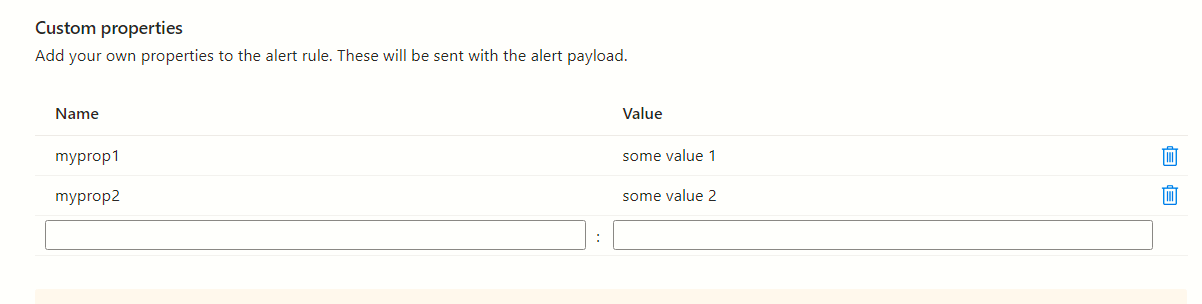 Custom properties
Add your own properties to the alert rule. These will be sent with the alert payload.
Name Value
myprop1 some value 1
myprop2 some value 2
: